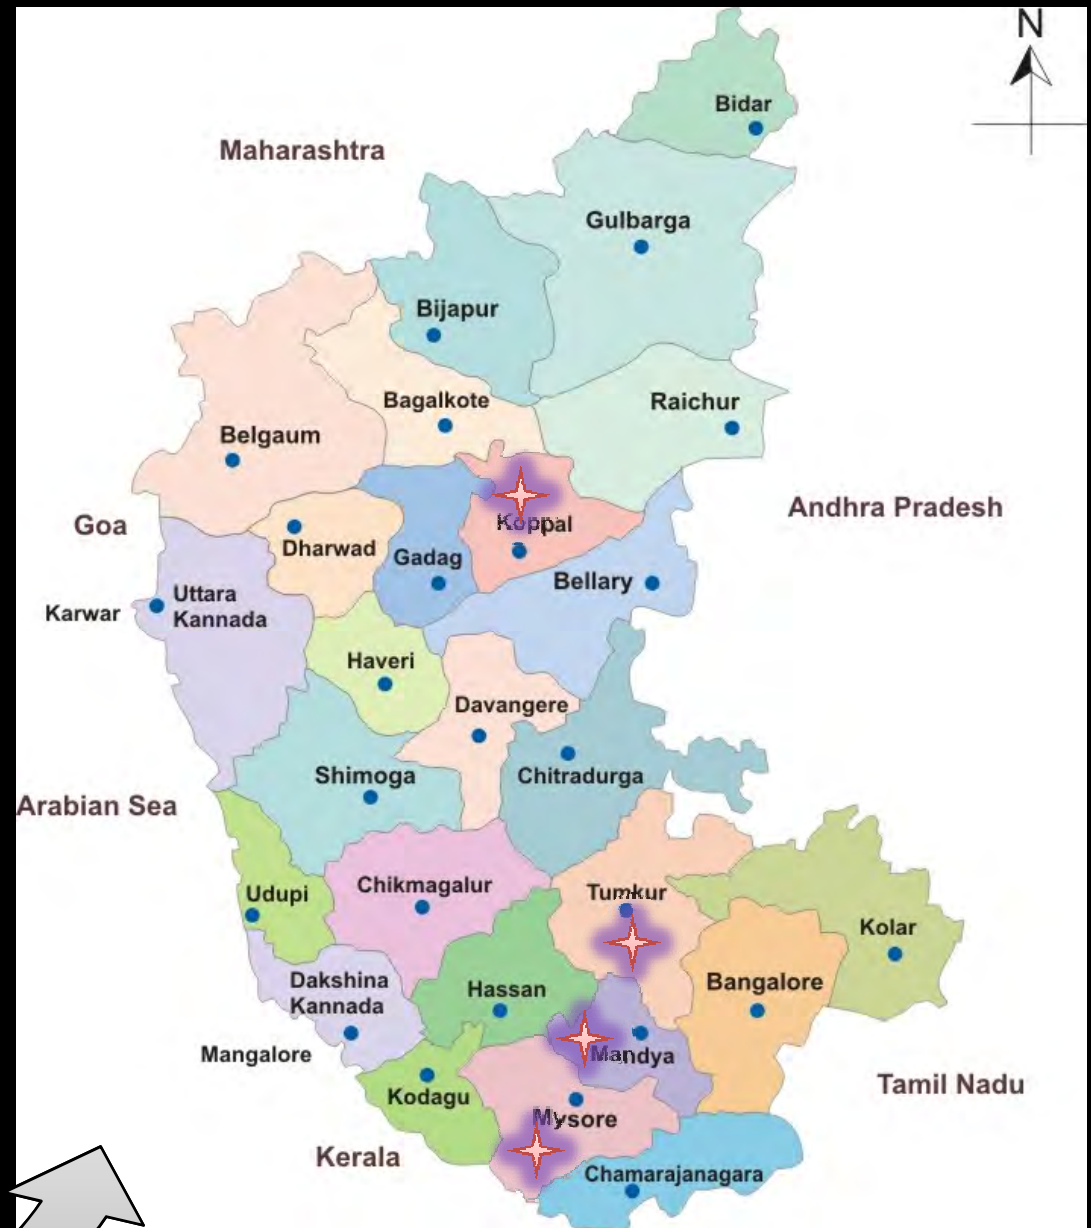 N
Bidar
Maharashtra
Gulbarga
Bijapur
Bagalkote
Raichur
Belgaum
Andhra Pradesh
Goa
Koppal
Dharwad
Gadag
Bellary
Uttara
Kannada
Karwar
Haveri
Davangere
Shimoga
Chitradurga
Arabian Sea
Chikmagalur
Tumkur
Udupi
Kolar
Dakshina
Kannada
Hassan
Bangalore
Mangalore
Mandya
Tamil Nadu
Kodagu
Mysore
Kerala
Chamarajanagara